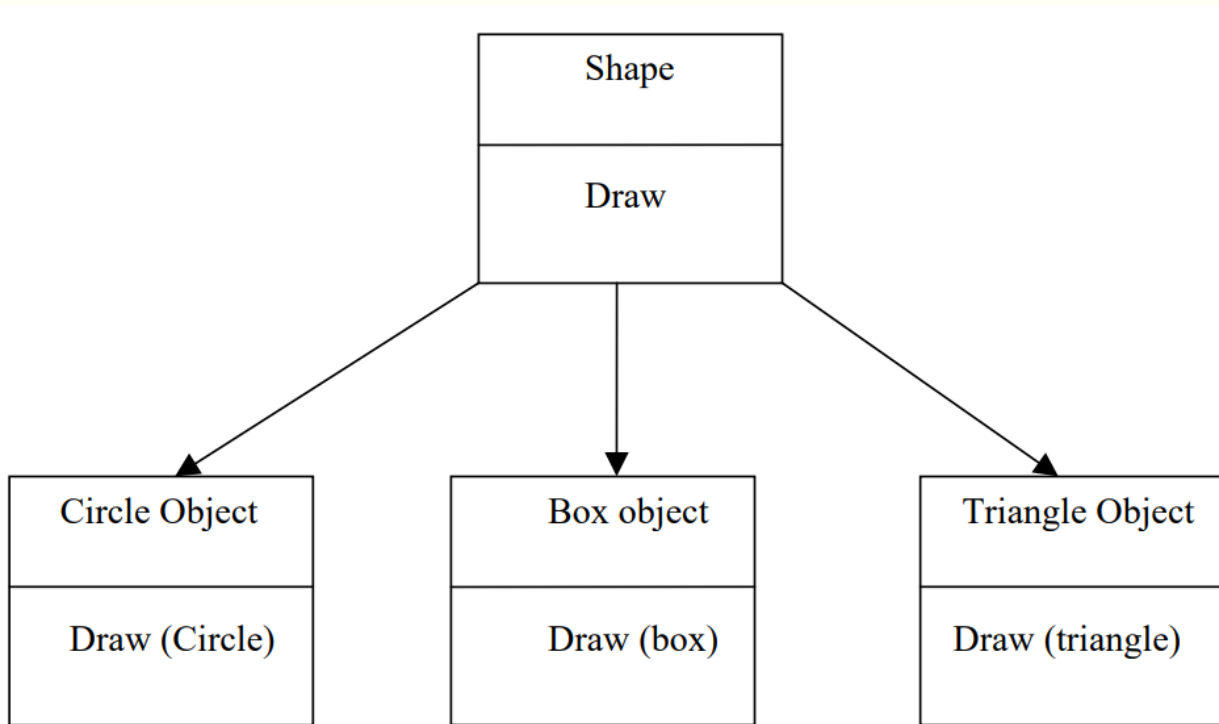 Shape
Draw
Circle Object
Box object
Triangle Object
Draw (Circle)
Draw (box)
Draw (triangle)